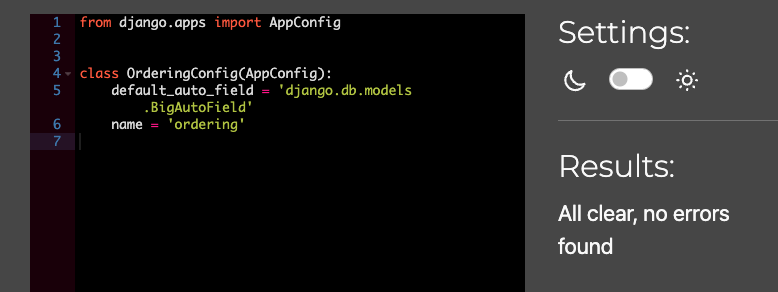 1 from django.apps import AppConfig
2
3
4 class OrderingConfig(AppConfig):
5     default_auto_field = 'django.db.models
        .BigAutoField'
6     name = 'ordering'
7
Settings:
Results:
All clear, no errors
found